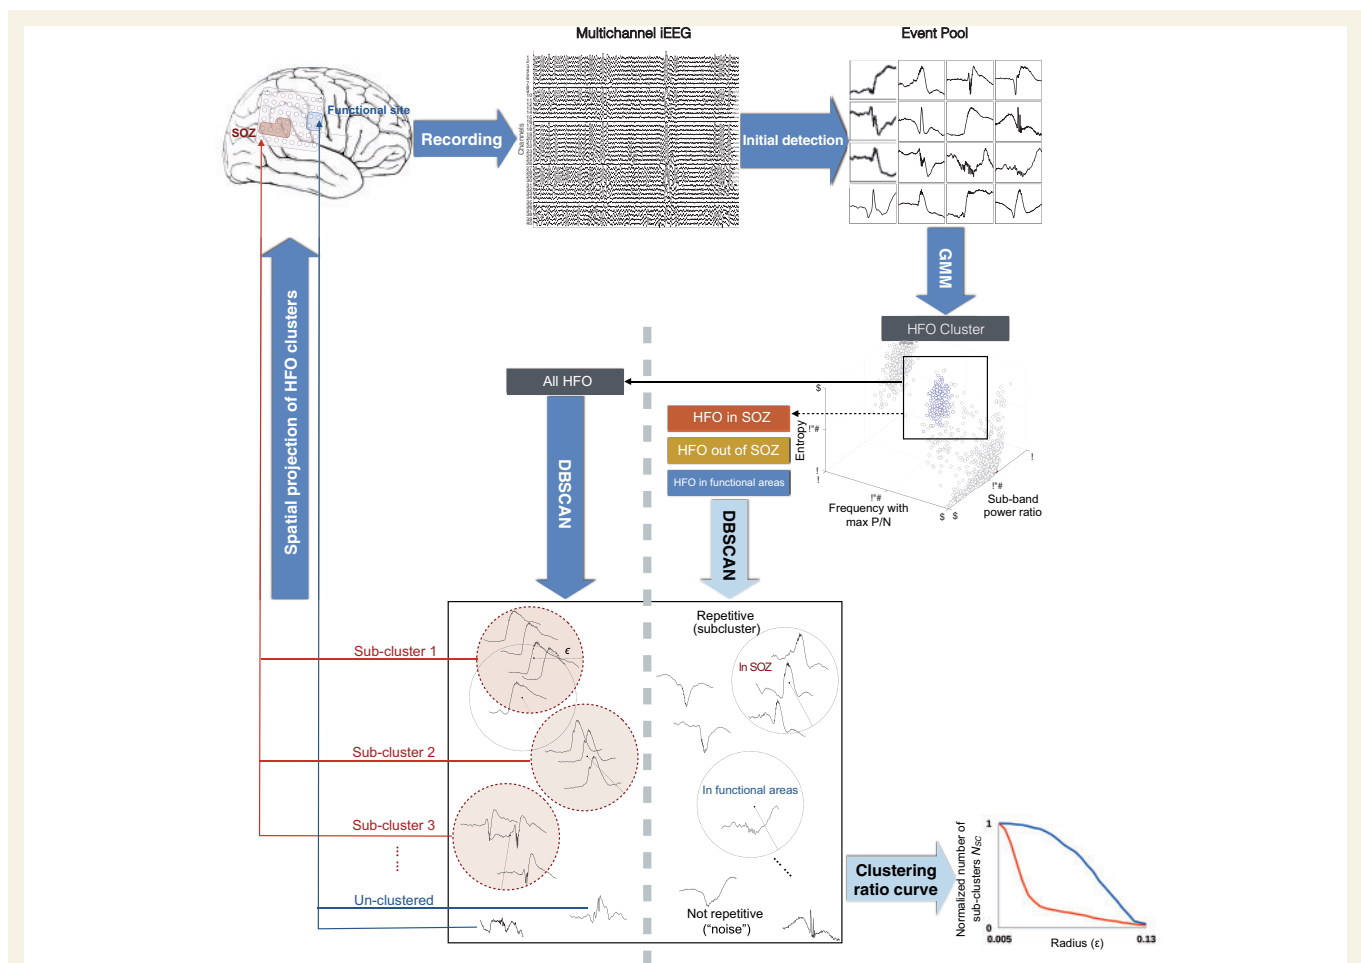 Multichannel iEEG
Event Pool
Functional site
SOZ
Recording
Channels
Initial detection
GMM
HFO Cluster
All HFO
HFO in SOZ
HFO out of SOZ
HFO in functional areas
$
!"#
!
!
Entropy
!"#
Frequency with
max P/N
$ $
!"#
!
Sub-band
power ratio
Spatial projection of HFO clusters
DBSCAN
DBSCAN
Repetitive
(subcluster)
ϵ
In SOZ
Sub-cluster 1
Sub-cluster 2
In functional areas
Sub-cluster 3
Un-clustered
Not repetitive
("noise")
Clustering
ratio curve
Normalized number of
sub-clusters NSC
1
0
0.005
Radius (ε)
0.13